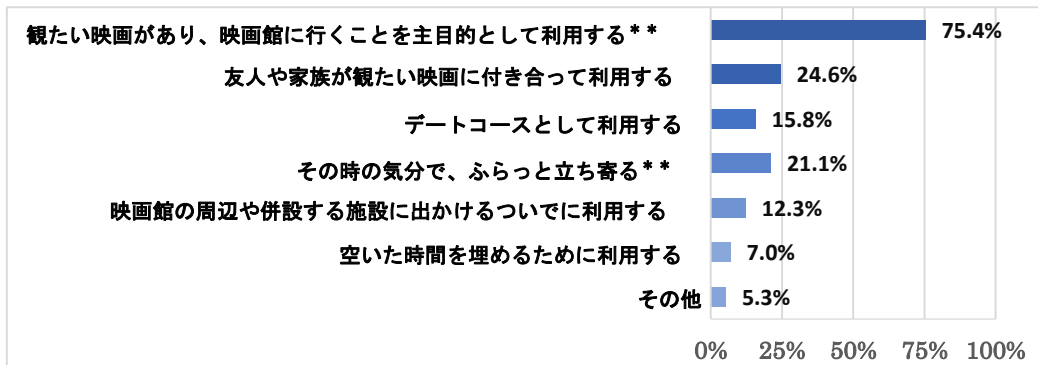 観たい映画があり、映画館に行くことを主目的として利用する** 75.4%
友人や家族が観たい映画に付き合って利用する 24.6%
デートコースとして利用する 15.8%
その時の気分で、ふらっと立ち寄る** 21.1%
映画館の周辺や併設する施設に出かけるついでに利用する 12.3%
空いた時間を埋めるために利用する 7.0%
その他 5.3%
0% 25% 50% 75% 100%